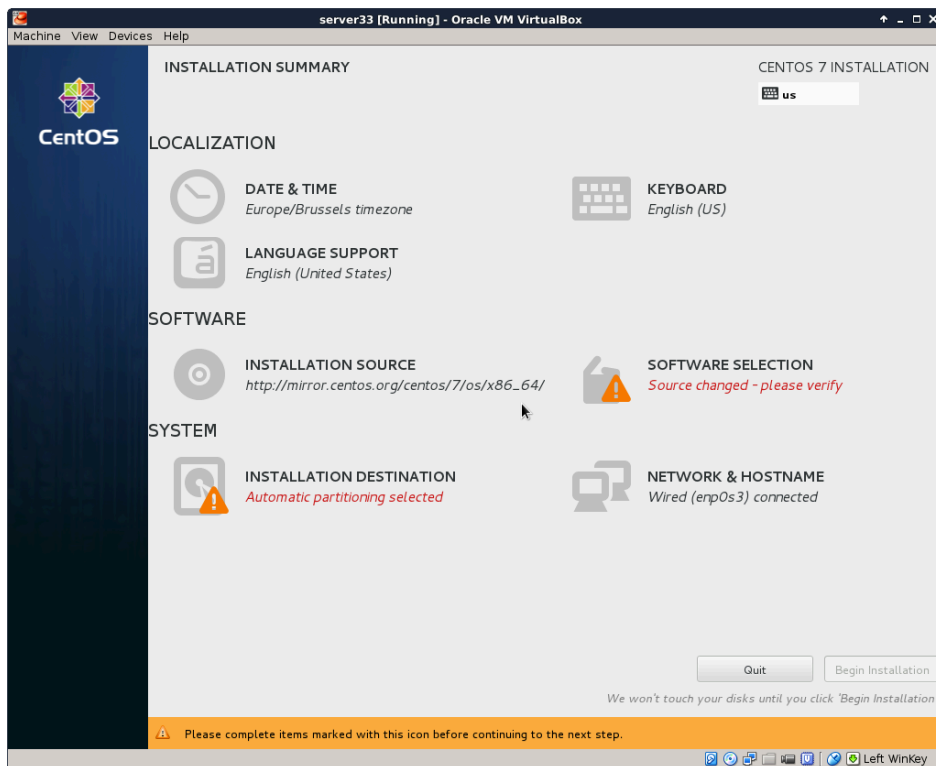 server33 [Running] - Oracle VM VirtualBox
Machine View Devices Help
INSTALLATION SUMMARY
CENTOS 7 INSTALLATION
us
CentOS
LOCALIZATION
DATE & TIME
Europe/Brussels timezone
KEYBOARD
English (US)
LANGUAGE SUPPORT
English (United States)
SOFTWARE
INSTALLATION SOURCE
http://mirror.centos.org/centos/7/os/x86_64/
SOFTWARE SELECTION
Source changed - please verify
SYSTEM
INSTALLATION DESTINATION
Automatic partitioning selected
NETWORK & HOSTNAME
Wired (enp0s3) connected
Quit
Begin Installation
We won't touch your disks until you click 'Begin Installation
Please complete items marked with this icon before continuing to the next step.
Left WinKey